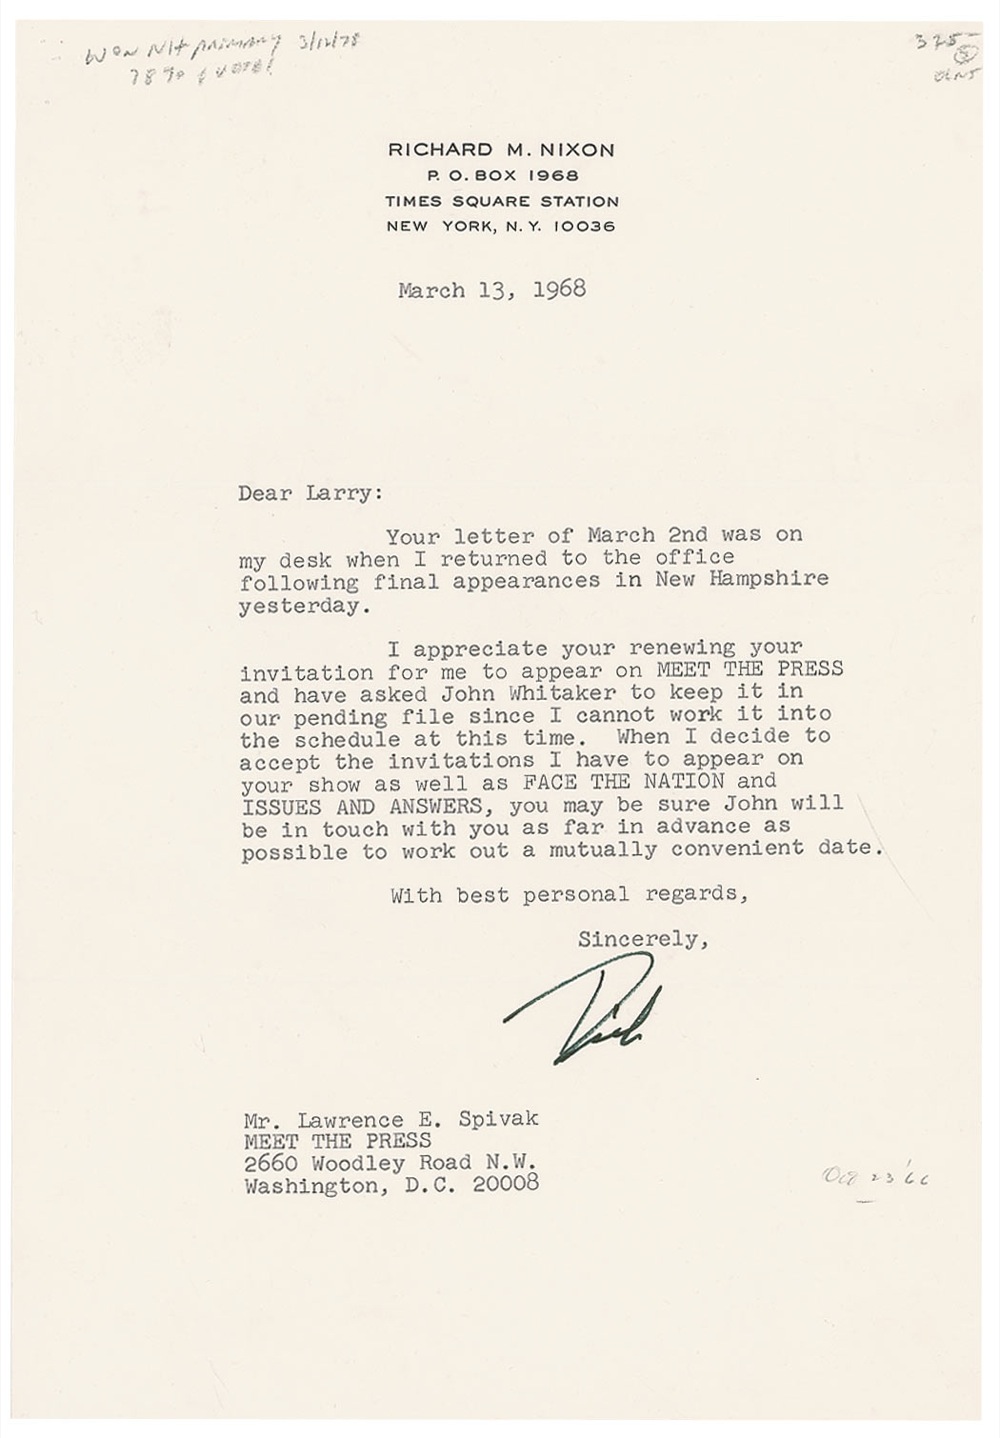 Won NH primary 3/12/78
78% of vote!
325-
RICHARD M. NIXON
P. O. BOX 1968
TIMES SQUARE STATION
NEW YORK, N. Y. 10036
March 13, 1968
Dear Larry:
Your letter of March 2nd was on
my desk when I returned to the office
following final appearances in New Hampshire
yesterday.
I appreciate your renewing your
invitation for me to appear on MEET THE PRESS
and have asked John Whitaker to keep it in
our pending file since I cannot work it into
the schedule at this time. When I decide to
accept the invitations I have to appear on
your show as well as FACE THE NATION and
ISSUES AND ANSWERS, you may be sure John will
be in touch with you as far in advance as
possible to work out a mutually convenient date.
With best personal regards,
Sincerely,
Dick
Mr. Lawrence E. Spivak
MEET THE PRESS
2660 Woodley Road N.W.
Washington, D.C. 20008
Oct 23 '66